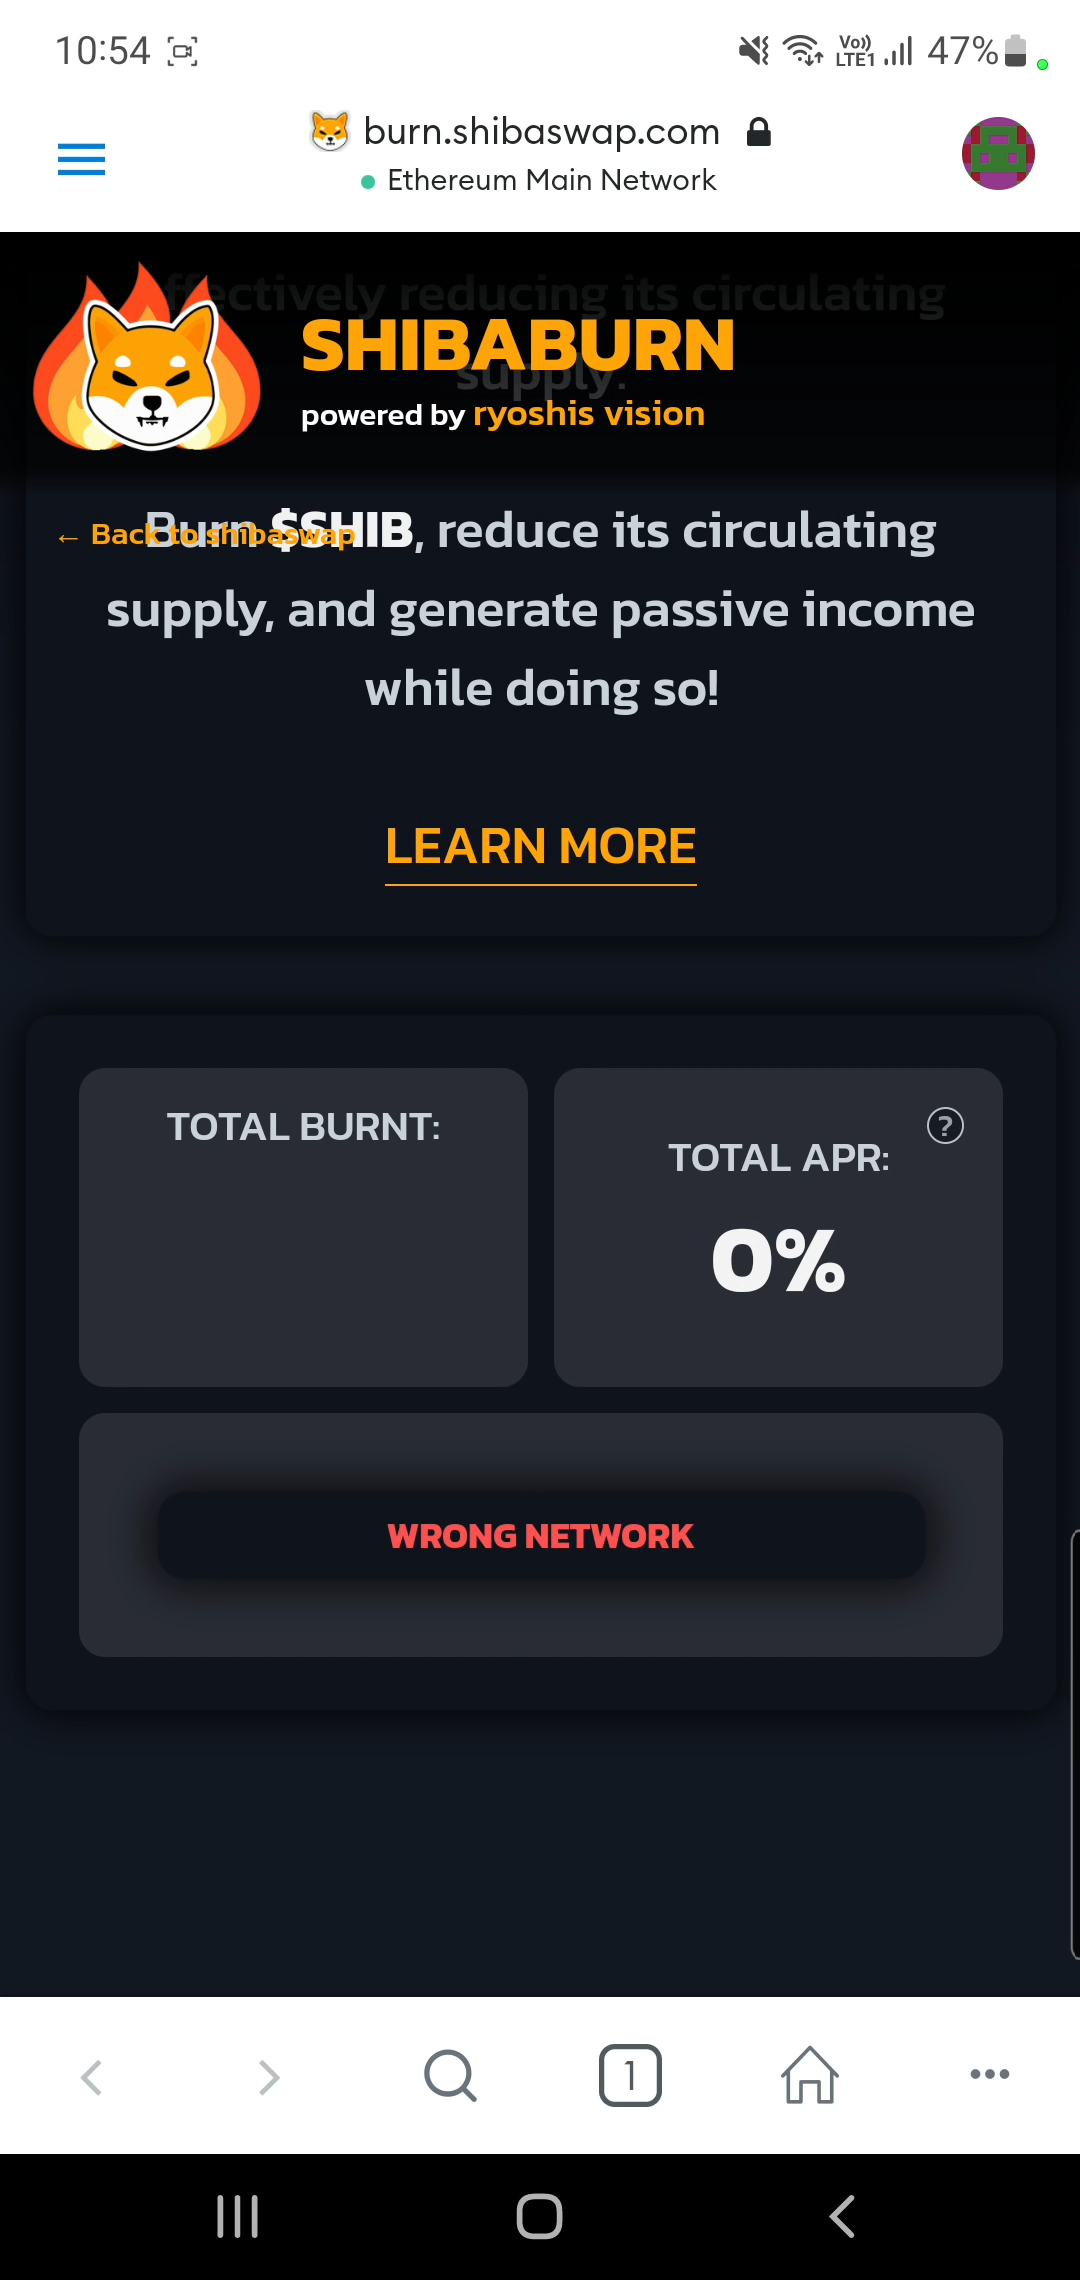 10:54
Vo)) LTE1 47%
burn.shibaswap.com
Ethereum Main Network
ffectively reducing its circulating
supply.
SHIBABURN
powered by ryoshis vision
← Back to shibaswap
Burn $SHIB, reduce its circulating
supply, and generate passive income
while doing so!
LEARN MORE
TOTAL BURNT:
?
TOTAL APR:
0%
WRONG NETWORK
1